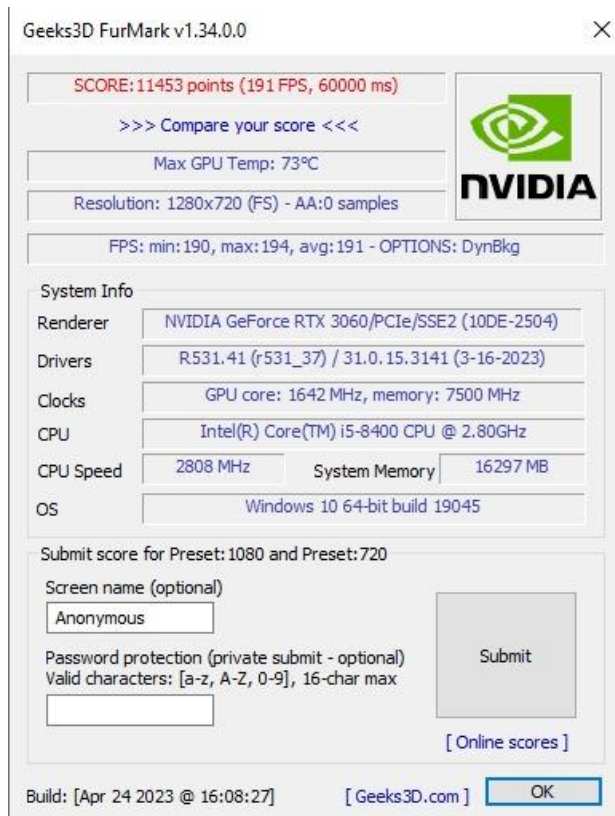 Geeks3D FurMark v1.34.0.0
SCORE:11453 points (191 FPS, 60000 ms)
>>> Compare your score <<<
Max GPU Temp: 73°C
Resolution: 1280x720 (FS) - AA:0 samples
NVIDIA
FPS: min:190, max:194, avg:191 - OPTIONS: DynBkg
System Info
Renderer NVIDIA GeForce RTX 3060/PCIe/SSE2 (10DE-2504)
Drivers R531.41 (r531_37) / 31.0.15.3141 (3-16-2023)
Clocks GPU core: 1642 MHz, memory: 7500 MHz
CPU Intel(R) Core(TM) i5-8400 CPU @ 2.80GHz
CPU Speed 2808 MHz System Memory 16297 MB
OS Windows 10 64-bit build 19045
Submit score for Preset:1080 and Preset:720
Screen name (optional)
Anonymous
Password protection (private submit - optional)
Valid characters: [a-z, A-Z, 0-9], 16-char max
Submit
[ Online scores ]
Build: [Apr 24 2023 @ 16:08:27] [ Geeks3D.com ] OK